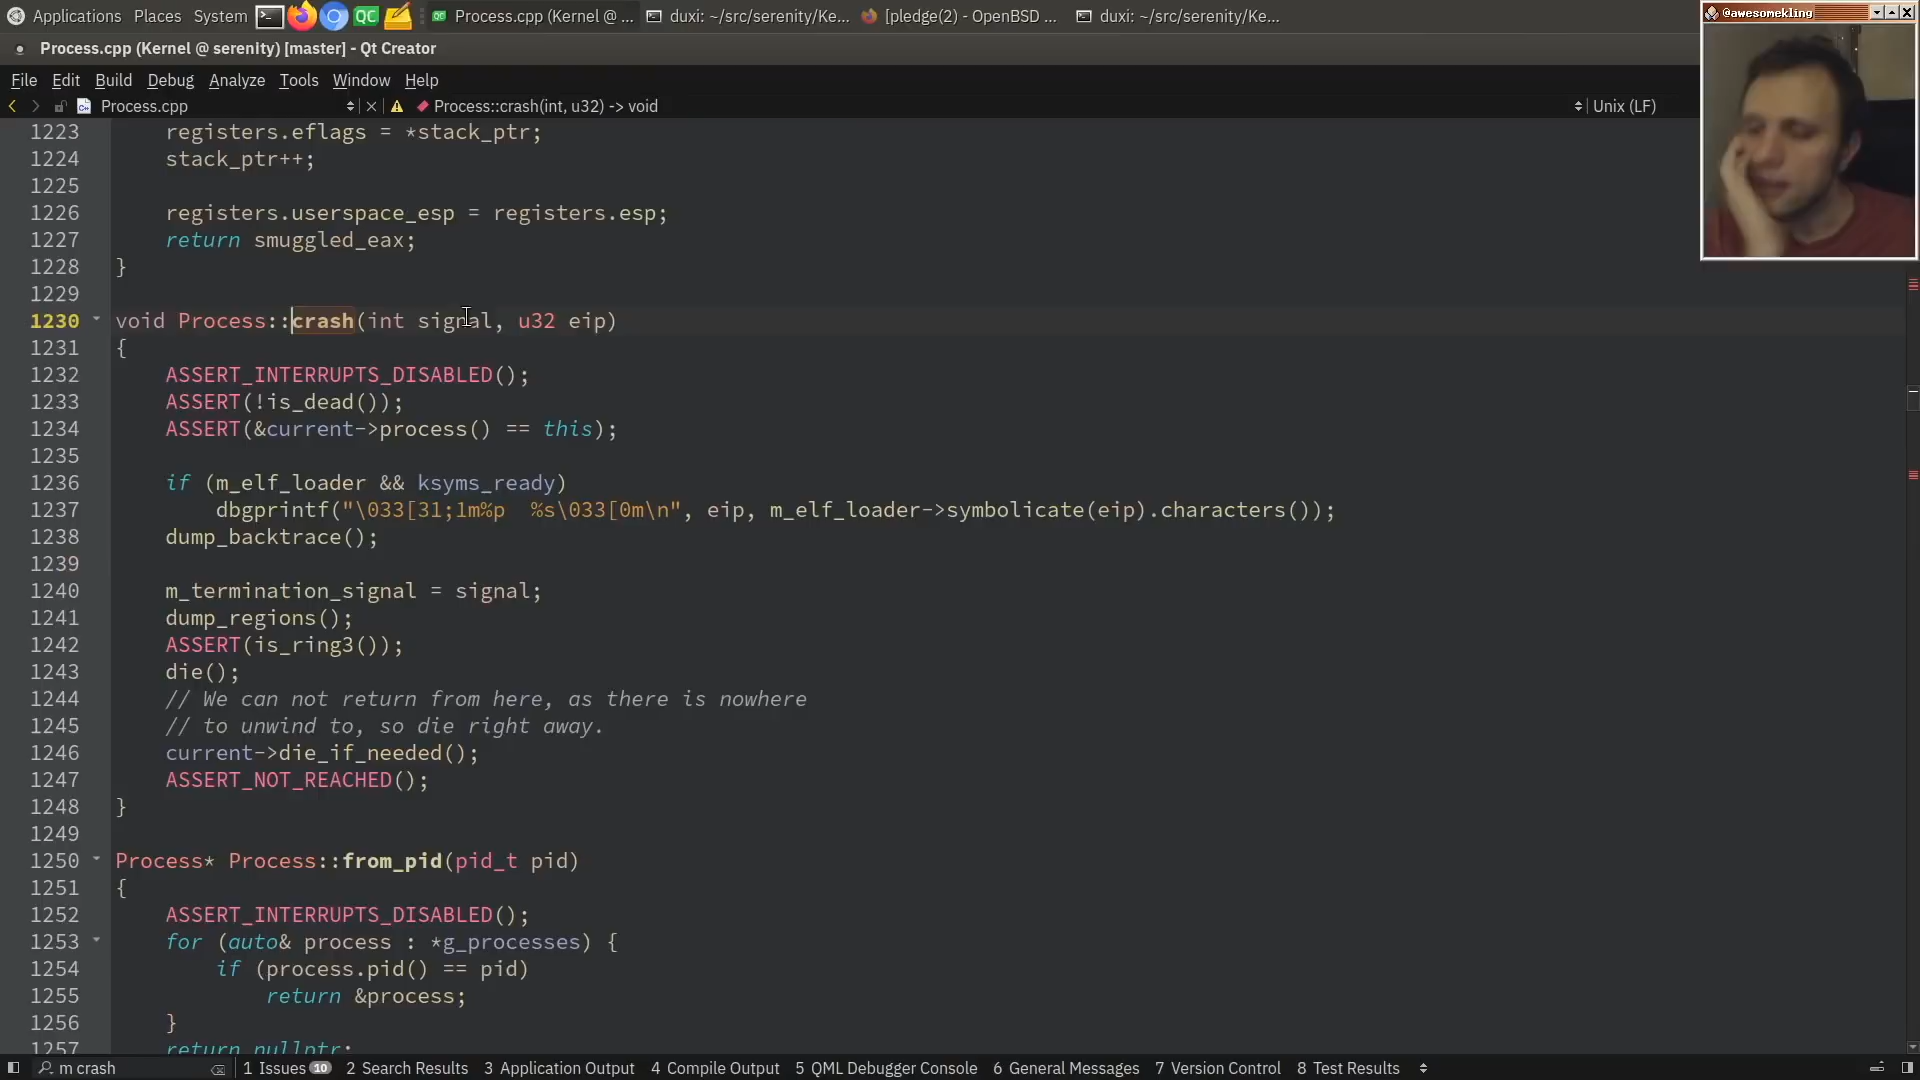 Applications Places System QC Process.cpp (Kernel @ ... duxi: ~/src/serenity/Ke... [pledge(2) - OpenBSD ... duxi: ~/src/serenity/Ke...
@awesomekling
Process.cpp (Kernel @ serenity) [master] - Qt Creator
File Edit Build Debug Analyze Tools Window Help
Process.cpp Process::crash(int, u32) -> void Unix (LF)
1223 registers.eflags = *stack_ptr;
1224 stack_ptr++;
1225
1226 registers.userspace_esp = registers.esp;
1227 return smuggled_eax;
1228 }
1229
1230 void Process::crash(int signal, u32 eip)
1231 {
1232 ASSERT_INTERRUPTS_DISABLED();
1233 ASSERT(!is_dead());
1234 ASSERT(&current->process() == this);
1235
1236 if (m_elf_loader && ksyms_ready)
1237 dbgprintf("\033[31;1m%p  %s\033[0m\n", eip, m_elf_loader->symbolicate(eip).characters());
1238 dump_backtrace();
1239
1240 m_termination_signal = signal;
1241 dump_regions();
1242 ASSERT(is_ring3());
1243 die();
1244 // We can not return from here, as there is nowhere
1245 // to unwind to, so die right away.
1246 current->die_if_needed();
1247 ASSERT_NOT_REACHED();
1248 }
1249
1250 Process* Process::from_pid(pid_t pid)
1251 {
1252 ASSERT_INTERRUPTS_DISABLED();
1253 for (auto& process : *g_processes) {
1254 if (process.pid() == pid)
1255 return &process;
1256 }
1257 return nullptr;
m crash 1 Issues 10 2 Search Results 3 Application Output 4 Compile Output 5 QML Debugger Console 6 General Messages 7 Version Control 8 Test Results